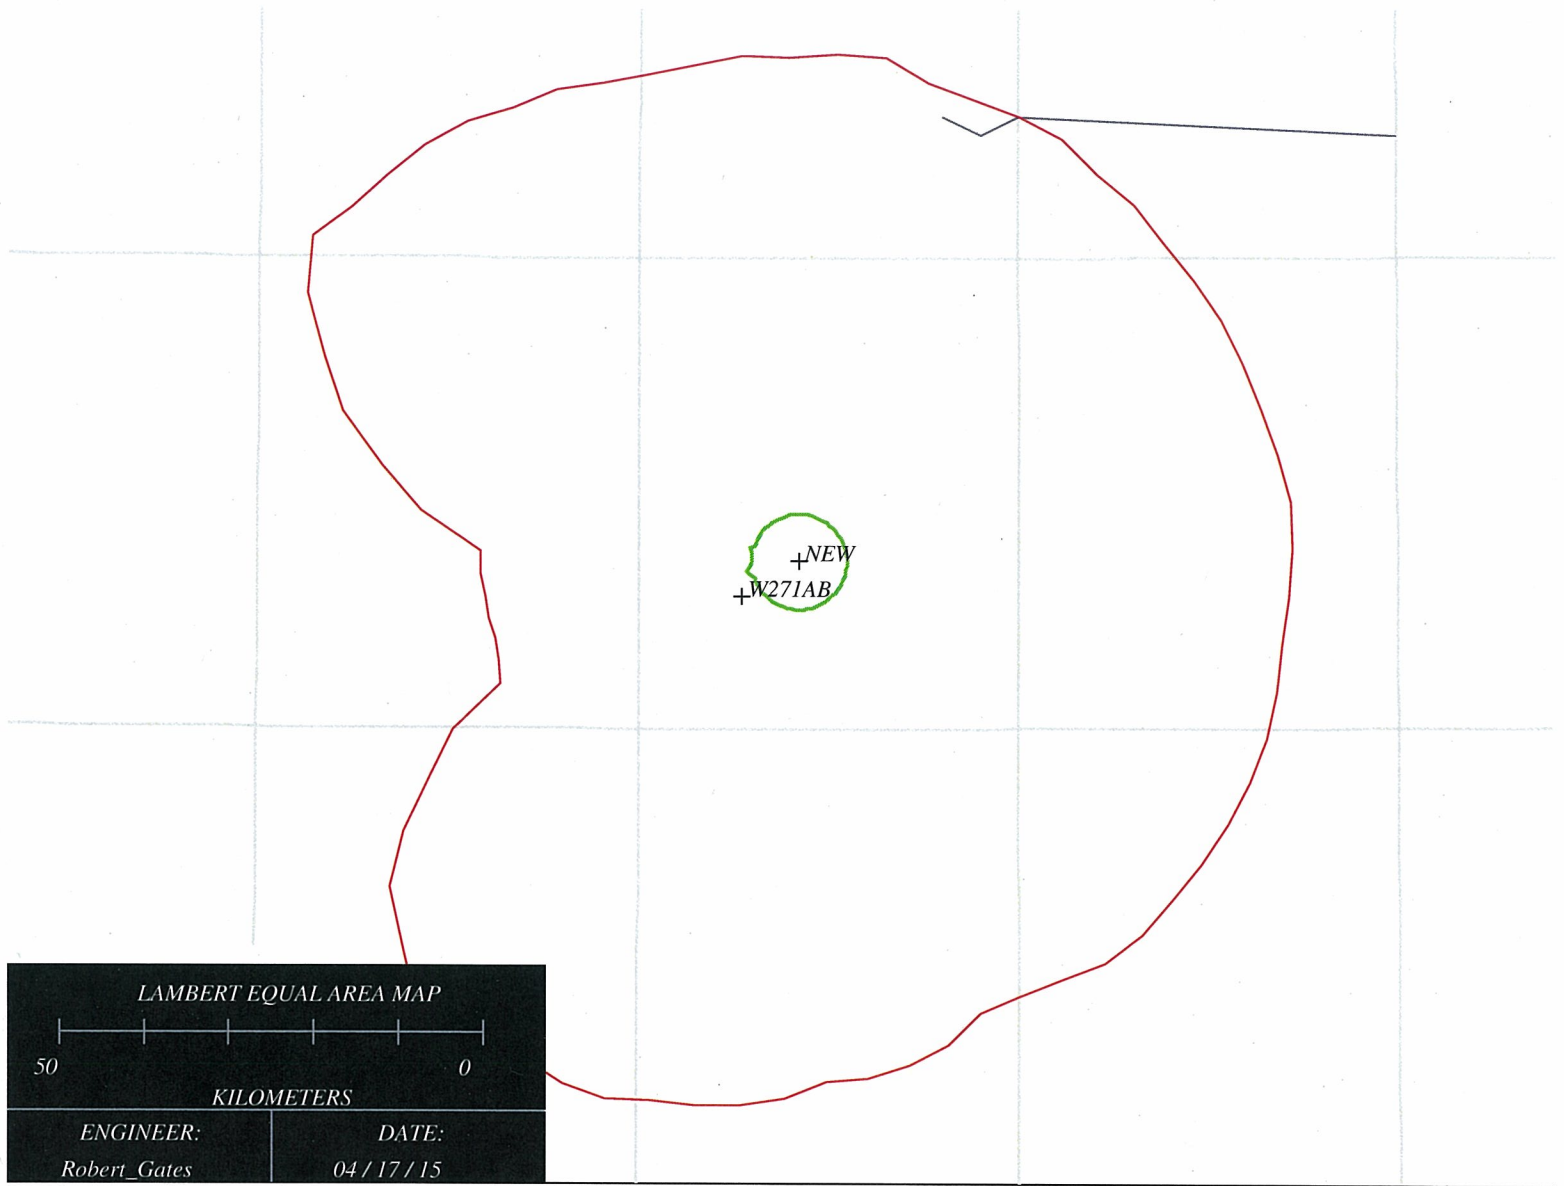 NEW
W271AB
LAMBERT EQUAL AREA MAP
50 0
KILOMETERS
ENGINEER: DATE:
Robert_Gates 04 / 17 / 15